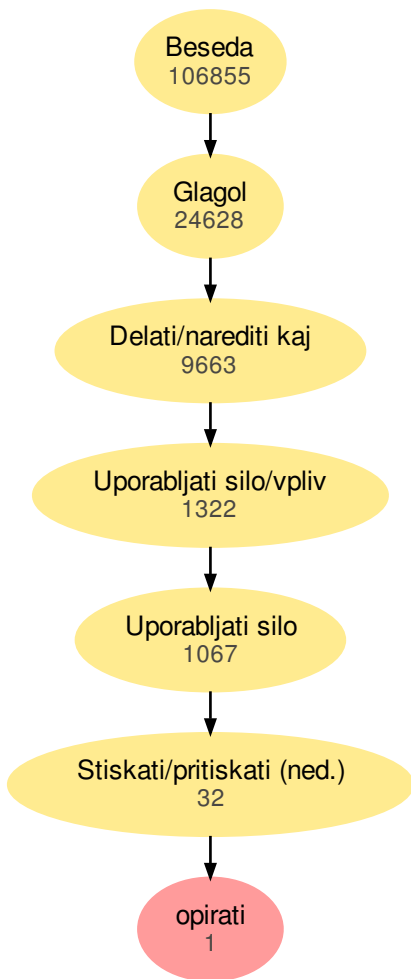 Beseda
106855
Glagol
24628
Delati/narediti kaj
9663
Uporabljati silo/vpliv
1322
Uporabljati silo
1067
Stiskati/pritiskati (ned.)
32
opirati
1